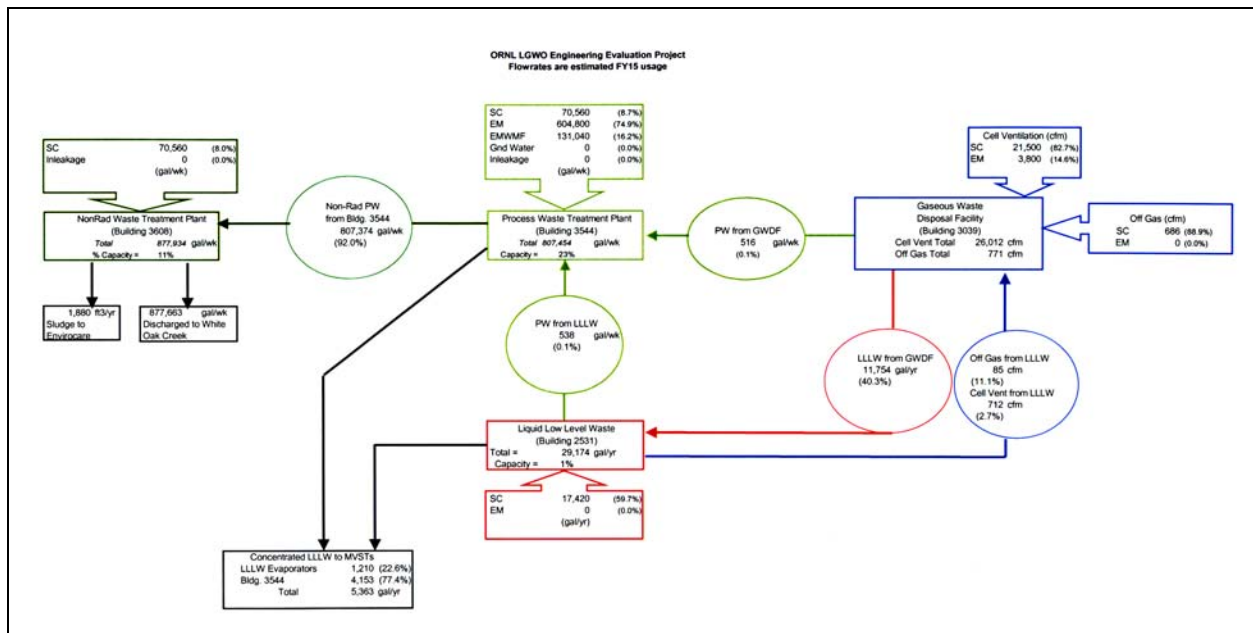 ORNL LGWO Engineering Evaluation Project
Flowrates are estimated FY15 usage
SC 70,560 (8.0%)
Inleakage 0 (0.0%)
(gal/wk)
NonRad Waste Treatment Plant
(Building 3608)
Total 877,934 gal/wk
% Capacity = 11%
1,880 ft3/yr
Sludge to
Envirocare
877,663 gal/wk
Discharged to White
Oak Creek
Non-Rad PW
from Bldg. 3544
807,374 gal/wk
(92.0%)
SC 70,560 (8.7%)
EM 604,800 (74.9%)
EMWMF 131,040 (16.2%)
Gnd Water 0 (0.0%)
Inleakage 0 (0.0%)
(gal/wk)
Process Waste Treatment Plant
(Building 3544)
Total 807,454 gal/wk
Capacity = 23%
PW from GWDF
516 gal/wk
(0.1%)
Cell Ventilation (cfm)
SC 21,500 (82.7%)
EM 3,800 (14.6%)
Gaseous Waste
Disposal Facility
(Building 3039)
Cell Vent Total 26,012 cfm
Off Gas Total 771 cfm
Off Gas (cfm)
SC 686 (88.9%)
EM 0 (0.0%)
PW from LLLW
538 gal/wk
(0.1%)
LLLW from GWDF
11,754 gal/yr
(40.3%)
Off Gas from LLLW
85 cfm
(11.1%)
Cell Vent from LLLW
712 cfm
(2.7%)
Liquid Low Level Waste
(Building 2531)
Total = 29,174 gal/yr
Capacity = 1%
SC 17,420 (59.7%)
EM 0 (0.0%)
(gal/yr)
Concentrated LLLW to MVSTs
LLLW Evaporators 1,210 (22.6%)
Bldg. 3544 4,153 (77.4%)
Total 5,363 gal/yr